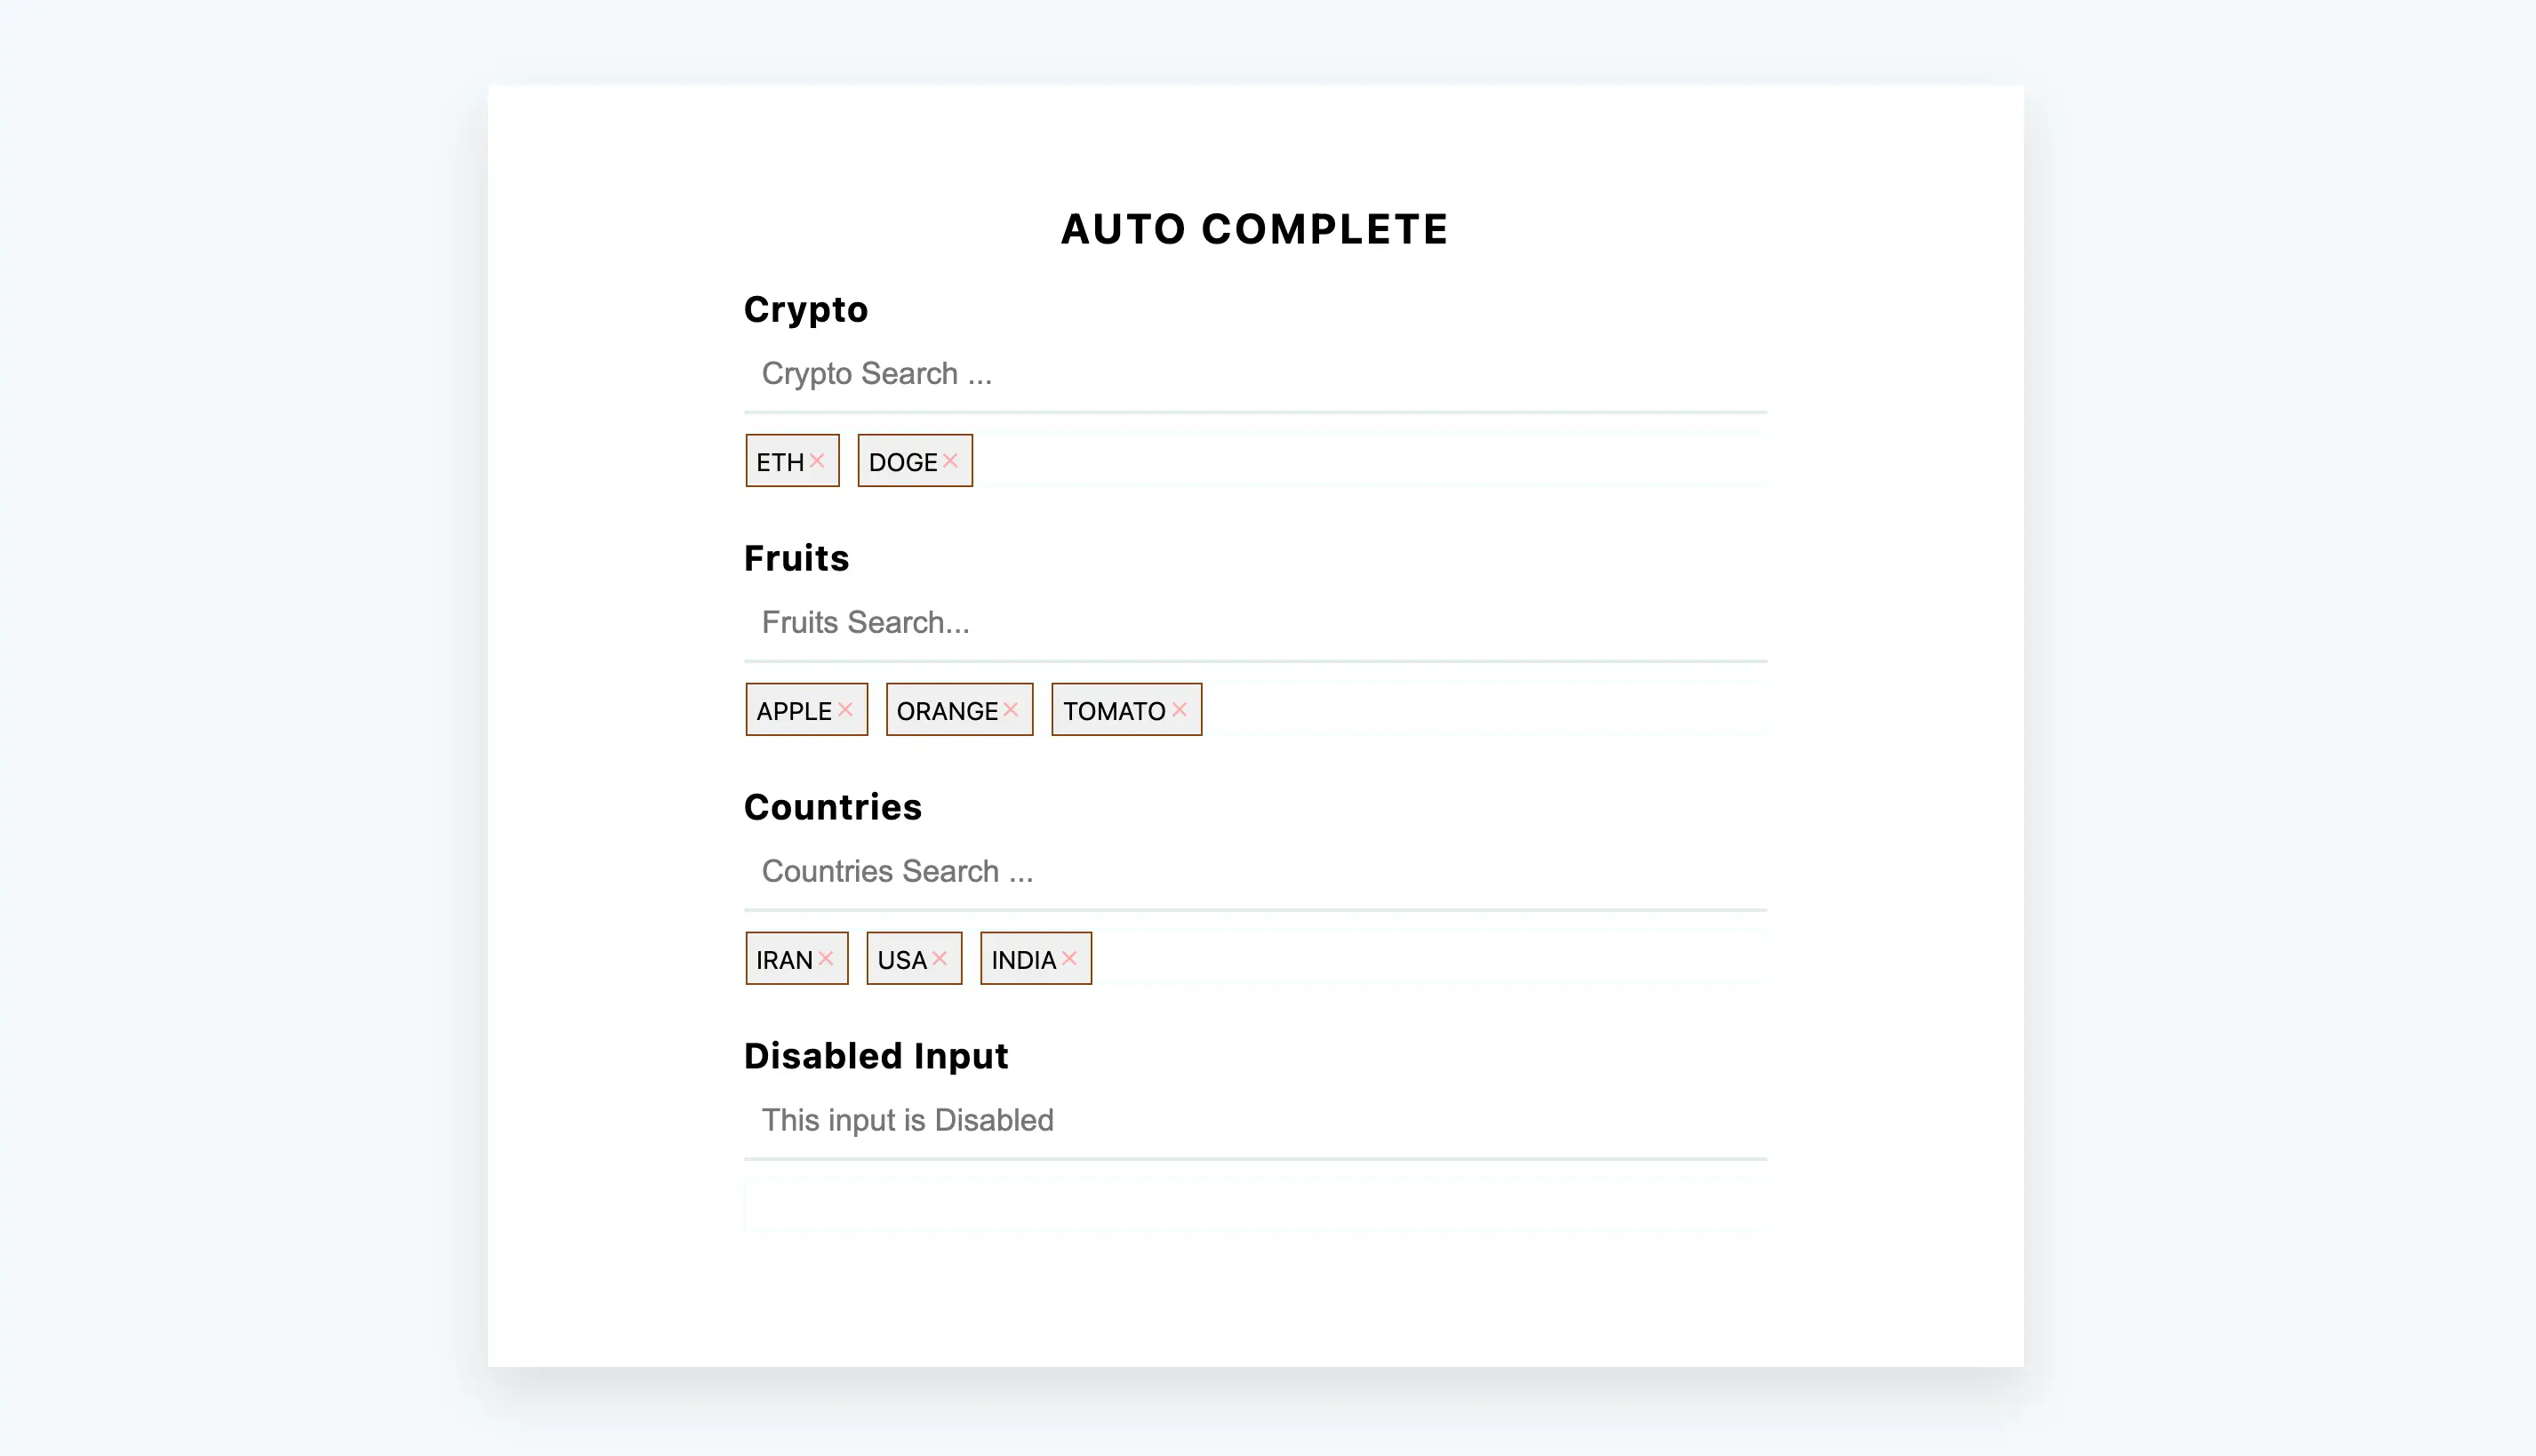 AUTO COMPLETE
Crypto
Crypto Search ...
ETH× DOGE×
Fruits
Fruits Search...
APPLE× ORANGE× TOMATO×
Countries
Countries Search ...
IRAN× USA× INDIA×
Disabled Input
This input is Disabled